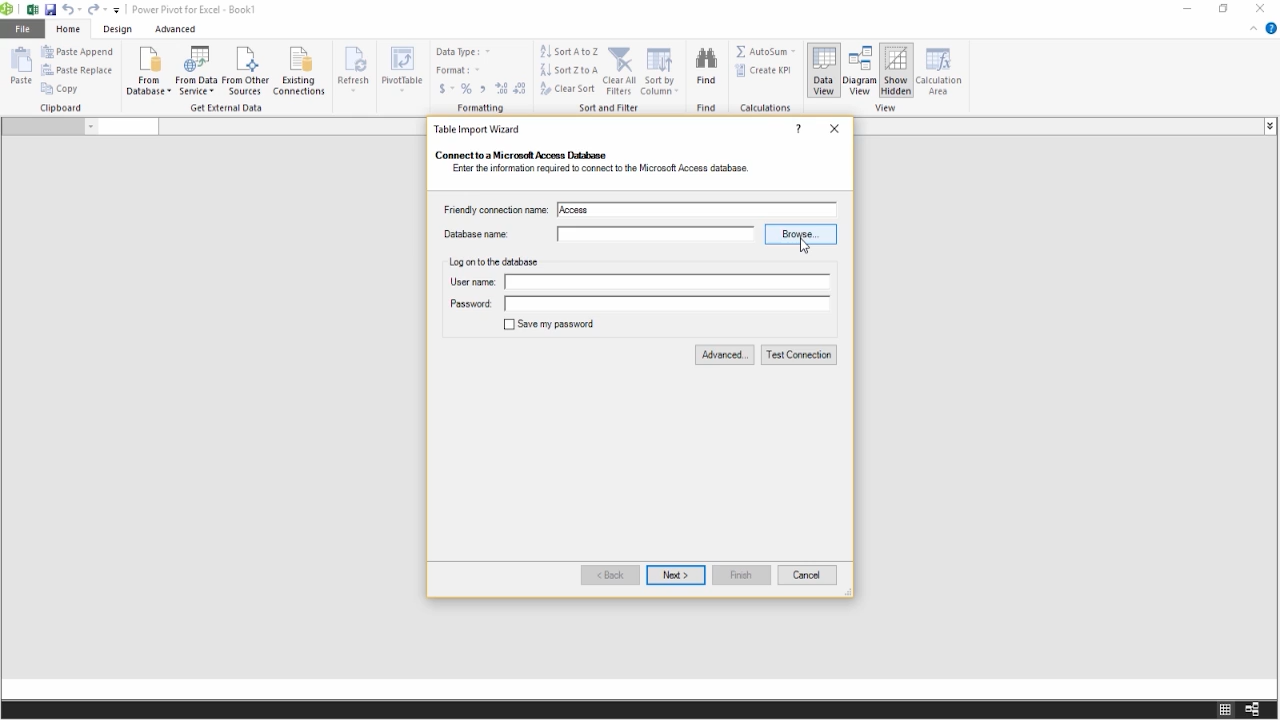 Power Pivot for Excel - Book1
File Home Design Advanced
Paste
Paste Append
Paste Replace
Copy
Clipboard
From Database
From Data Service
From Other Sources
Existing Connections
Get External Data
Refresh
PivotTable
Data Type :
Format :
$ % ,
Formatting
Sort A to Z
Sort Z to A
Clear Sort
Clear All Filters
Sort by Column
Sort and Filter
Find
Find
AutoSum
Create KPI
Calculations
Data View
Diagram View
Show Hidden
Calculation Area
View
Table Import Wizard
Connect to a Microsoft Access Database
Enter the information required to connect to the Microsoft Access database.
Friendly connection name: Access
Database name: Browse...
Log on to the database
User name:
Password:
Save my password
Advanced... Test Connection
< Back Next > Finish Cancel